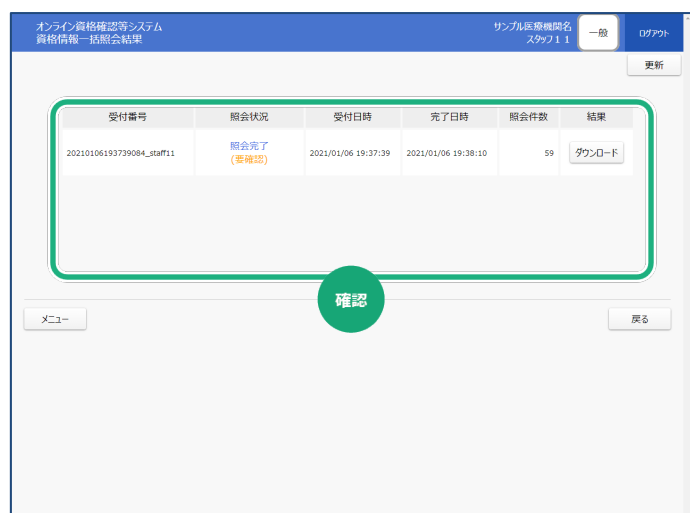 オンライン資格確認等システム
資格情報一括照会結果
サンプル医療機関名
スタッフ１１
一般
ログアウト
更新
受付番号 照会状況 受付日時 完了日時 照会件数 結果
20210106193739084_staff11 照会完了 2021/01/06 19:37:39 2021/01/06 19:38:10 59 ダウンロード
(要確認)
確認
メニュー 戻る